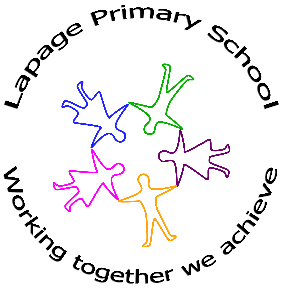 Lapage Primary School
Working together we achieve